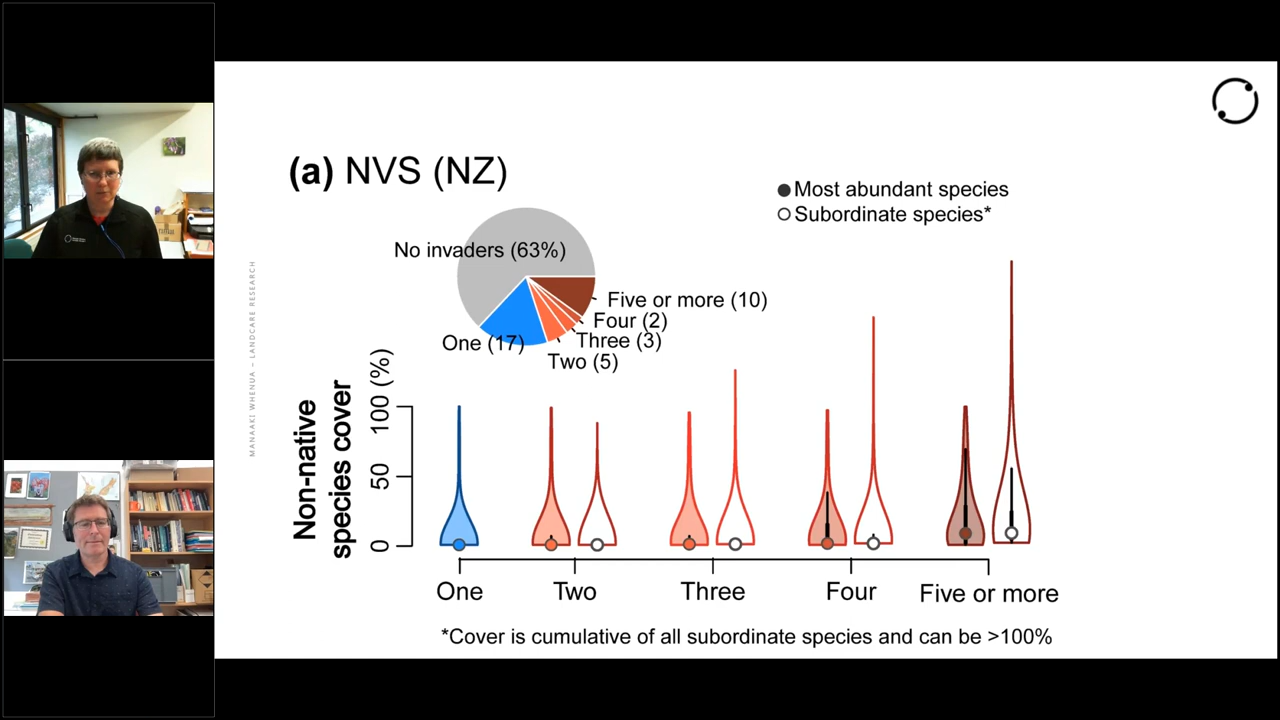 (a) NVS (NZ)
Most abundant species
Subordinate species*
No invaders (63%)
Five or more (10)
Four (2)
Three (3)
Two (5)
One (17)
MANAAKI WHENUA – LANDCARE RESEARCH
Non-native
species cover (%)
100
50
0
One
Two
Three
Four
Five or more
*Cover is cumulative of all subordinate species and can be >100%